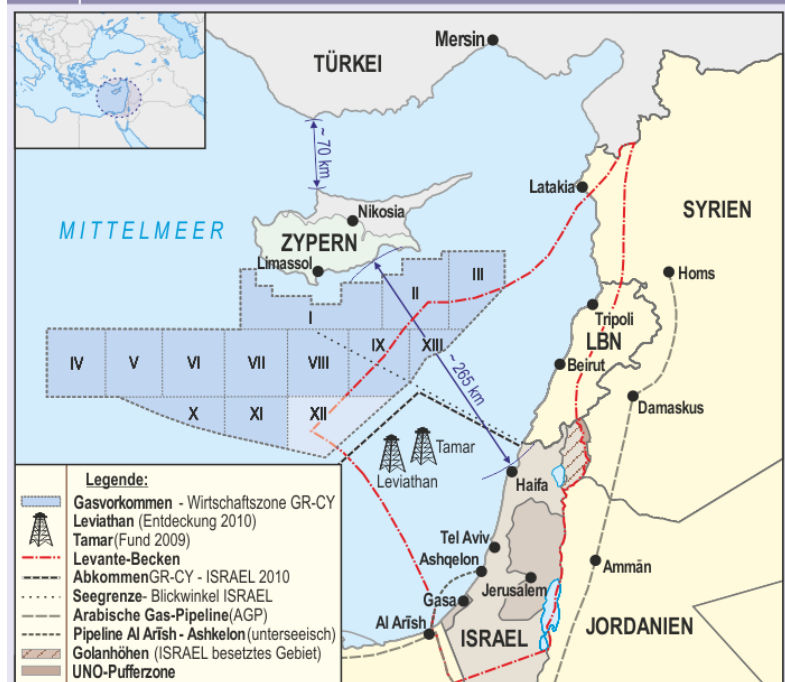 Mersin
TÜRKEI
~ 70 km
Latakia
Nikosia
SYRIEN
MITTELMEER
ZYPERN
Limassol
Homs
III
II
I
Tripoli
LBN
IX
XIII
IV
V
VI
VII
VIII
Beirut
~ 265 km
Damaskus
X
XI
XII
Tamar
Leviathan
Haifa
Tel Aviv
Ashqelon
Ammān
Jerusalem
Gasa
Al Arīsh
ISRAEL
JORDANIEN
Legende:
Gasvorkommen - Wirtschaftszone GR-CY
Leviathan (Entdeckung 2010)
Tamar(Fund 2009)
Levante-Becken
AbkommenGR-CY - ISRAEL 2010
Seegrenze- Blickwinkel ISRAEL
Arabische Gas-Pipeline(AGP)
Pipeline Al Arīsh - Ashkelon (unterseeisch)
Golanhöhen (ISRAEL besetztes Gebiet)
UNO-Pufferzone